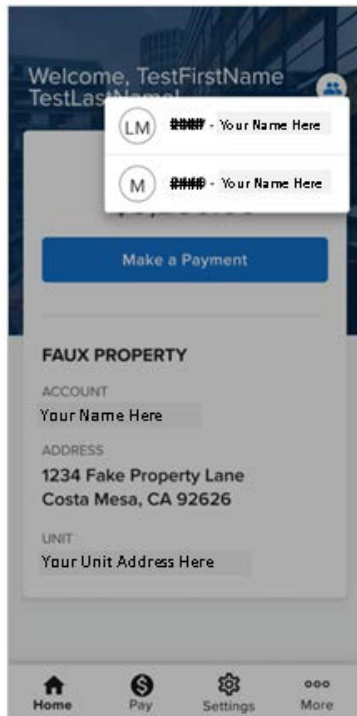 Welcome, TestFirstName
TestLastName!
LM - Your Name Here
M - Your Name Here
Make a Payment
FAUX PROPERTY
ACCOUNT
Your Name Here
ADDRESS
1234 Fake Property Lane
Costa Mesa, CA 92626
UNIT
Your Unit Address Here
Home Pay Settings More